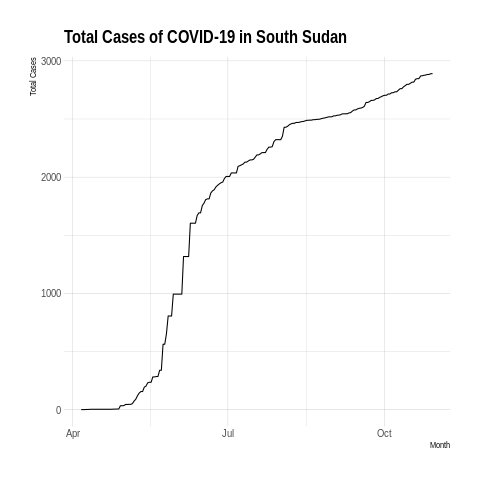 Total Cases of COVID-19 in South Sudan
Total Cases
3000
2000
1000
0
Apr
Jul
Oct
Month